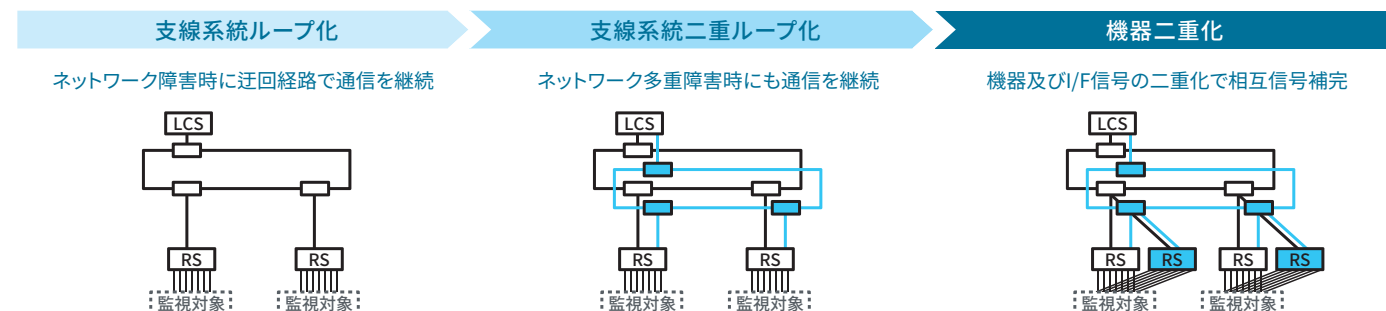 支線系統ループ化
支線系統二重ループ化
機器二重化
ネットワーク障害時に迂回経路で通信を継続
ネットワーク多重障害時にも通信を継続
機器及びI/F信号の二重化で相互信号補完
LCS
LCS
LCS
RS
RS
RS
RS
RS
RS
RS
RS
監視対象
監視対象
監視対象
監視対象
監視対象
監視対象